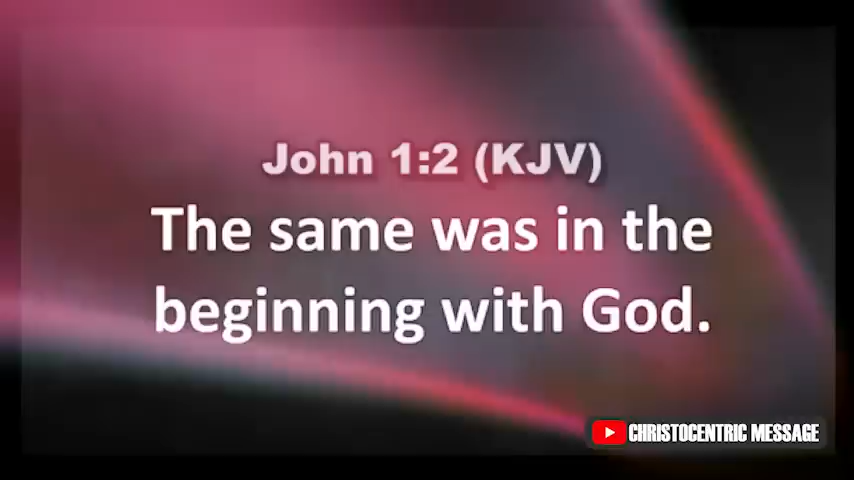 John 1:2 (KJV)
The same was in the
beginning with God.
CHRISTOCENTRIC MESSAGE